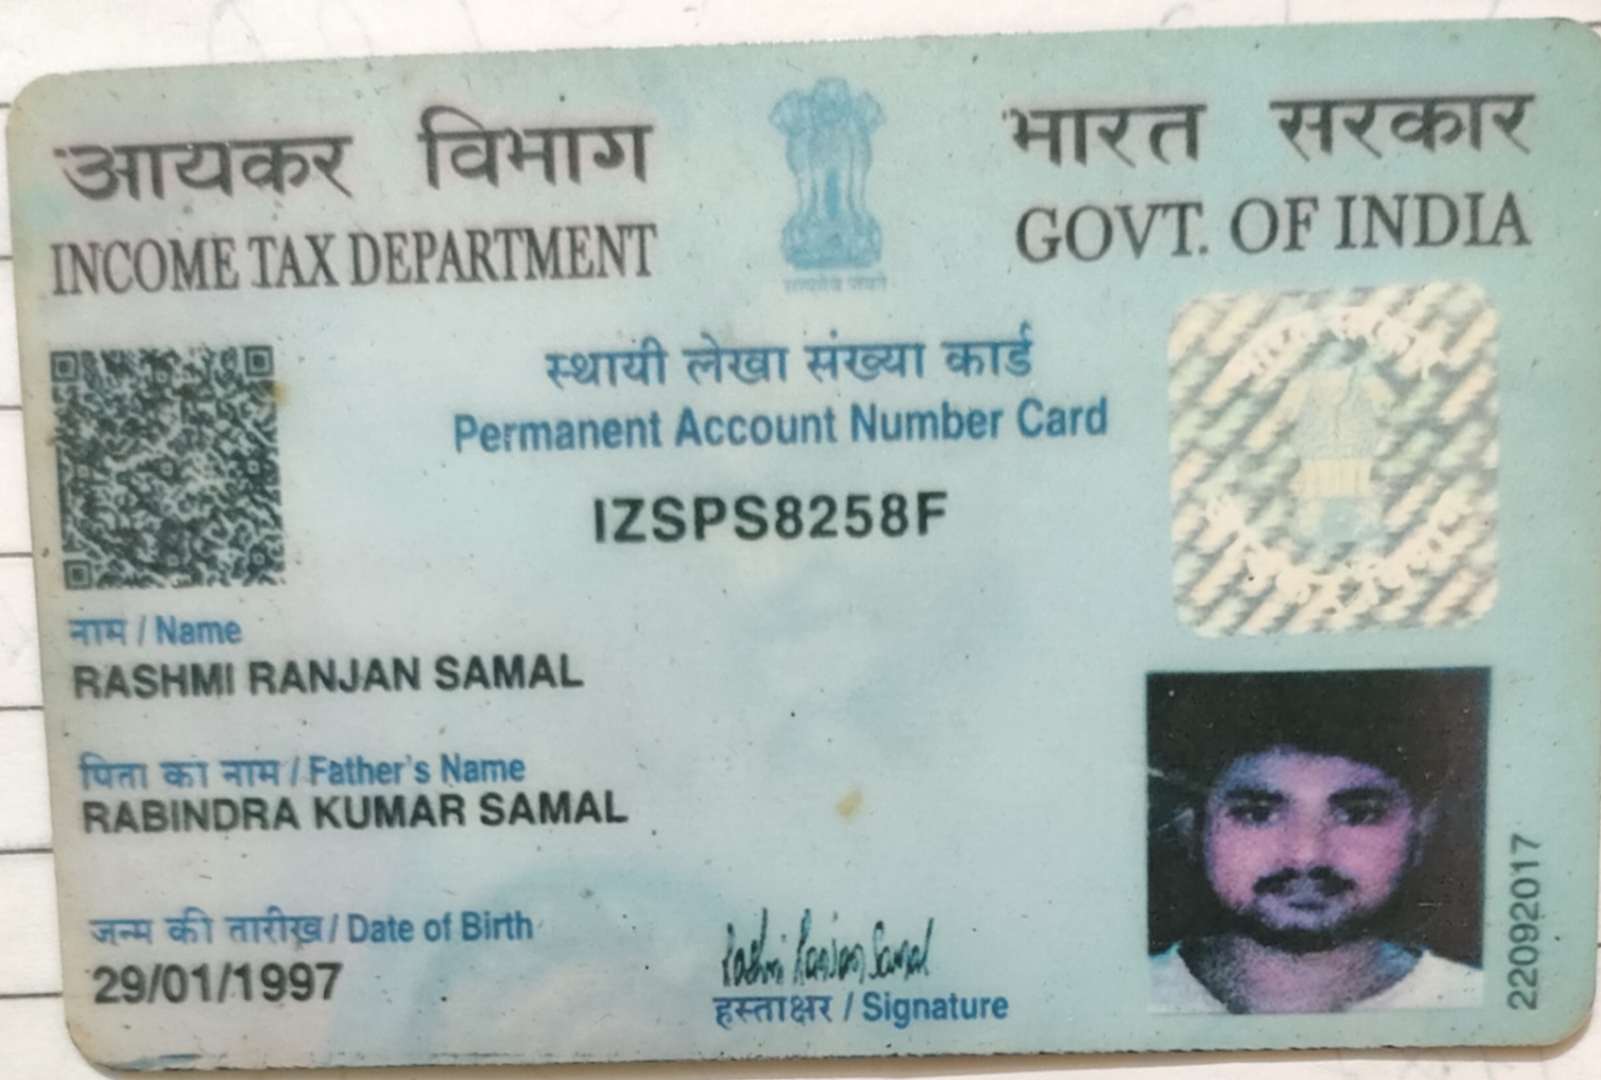 आयकर विभाग
INCOME TAX DEPARTMENT
सत्यमेव जयते
भारत सरकार
GOVT. OF INDIA
स्थायी लेखा संख्या कार्ड
Permanent Account Number Card
IZSPS8258F
नाम / Name
RASHMI RANJAN SAMAL
पिता का नाम / Father's Name
RABINDRA KUMAR SAMAL
जन्म की तारीख / Date of Birth
29/01/1997
Rashmi Ranjan Samal
हस्ताक्षर / Signature
22092017